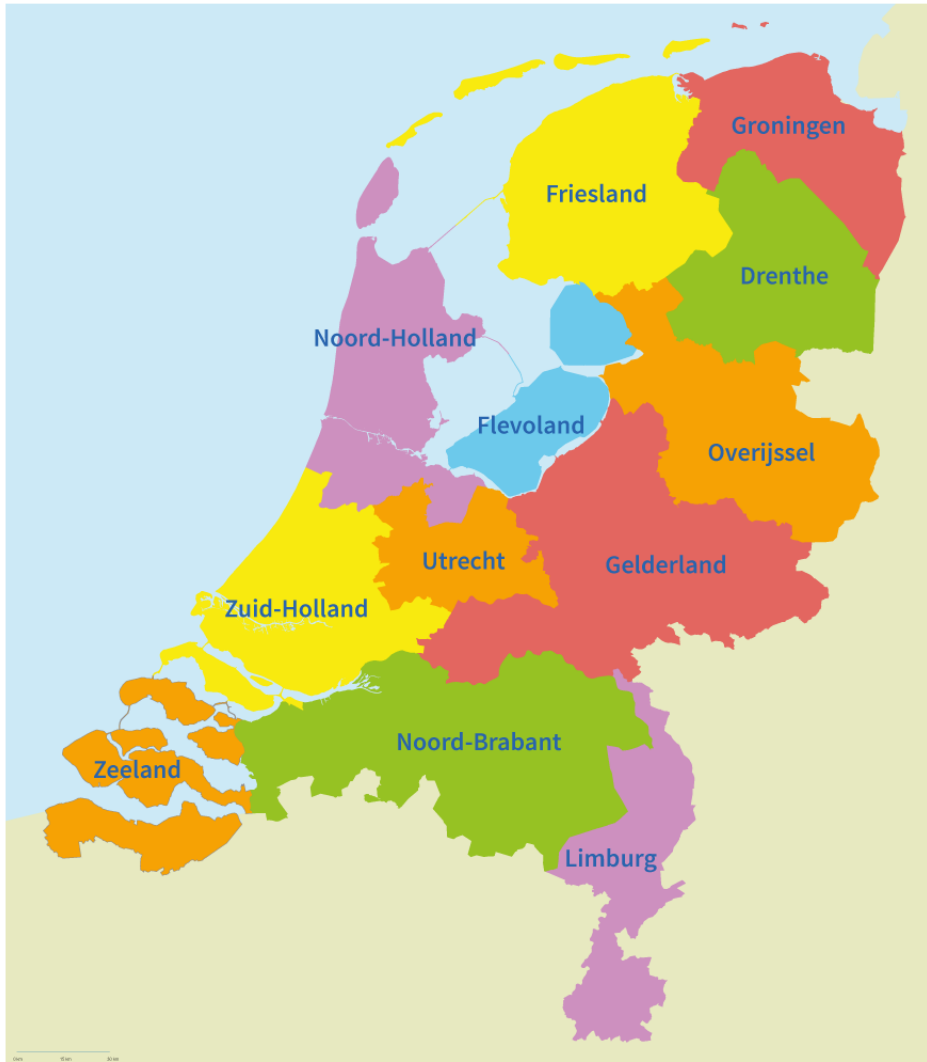 Groningen
Friesland
Drenthe
Noord-Holland
Flevoland
Overijssel
Utrecht
Gelderland
Zuid-Holland
Noord-Brabant
Zeeland
Limburg